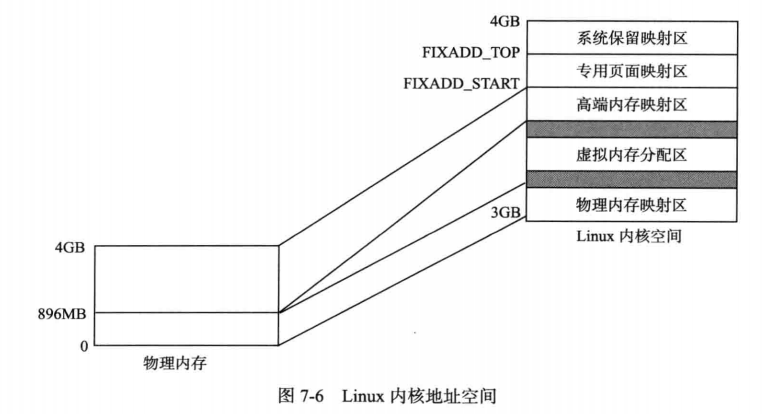 4GB
系统保留映射区
FIXADD_TOP
专用页面映射区
FIXADD_START
高端内存映射区
虚拟内存分配区
3GB
物理内存映射区
Linux 内核空间
4GB
896MB
0
物理内存
图 7-6 Linux 内核地址空间